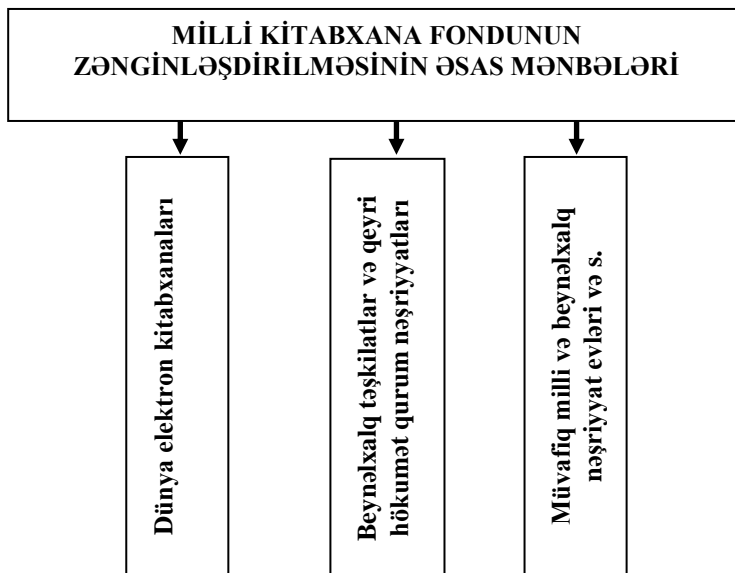 MİLLİ KİTABXANA FONDUNUN
ZƏNGİNLƏŞDİRİLMƏSİNİN ƏSAS MƏNBƏLƏRİ
Dünya elektron kitabxanaları
Beynəlxalq təşkilatlar və qeyri
hökumət qurum nəşriyyatları
Müvafiq milli və beynəlxalq
nəşriyyat evləri və s.